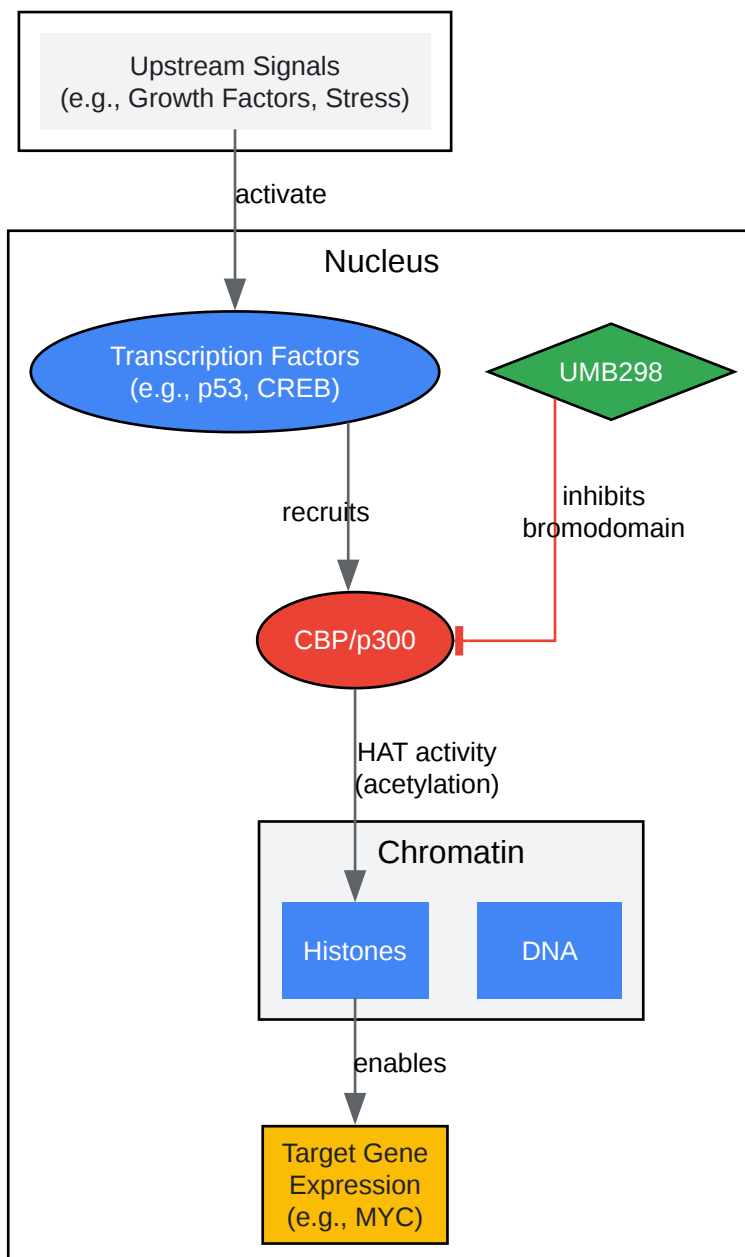 Upstream Signals
(e.g., Growth Factors, Stress)
activate
Nucleus
Transcription Factors
(e.g., p53, CREB)
UMB298
recruits
inhibits
bromodomain
CBP/p300
HAT activity
(acetylation)
Chromatin
Histones
DNA
enables
Target Gene
Expression
(e.g., MYC)